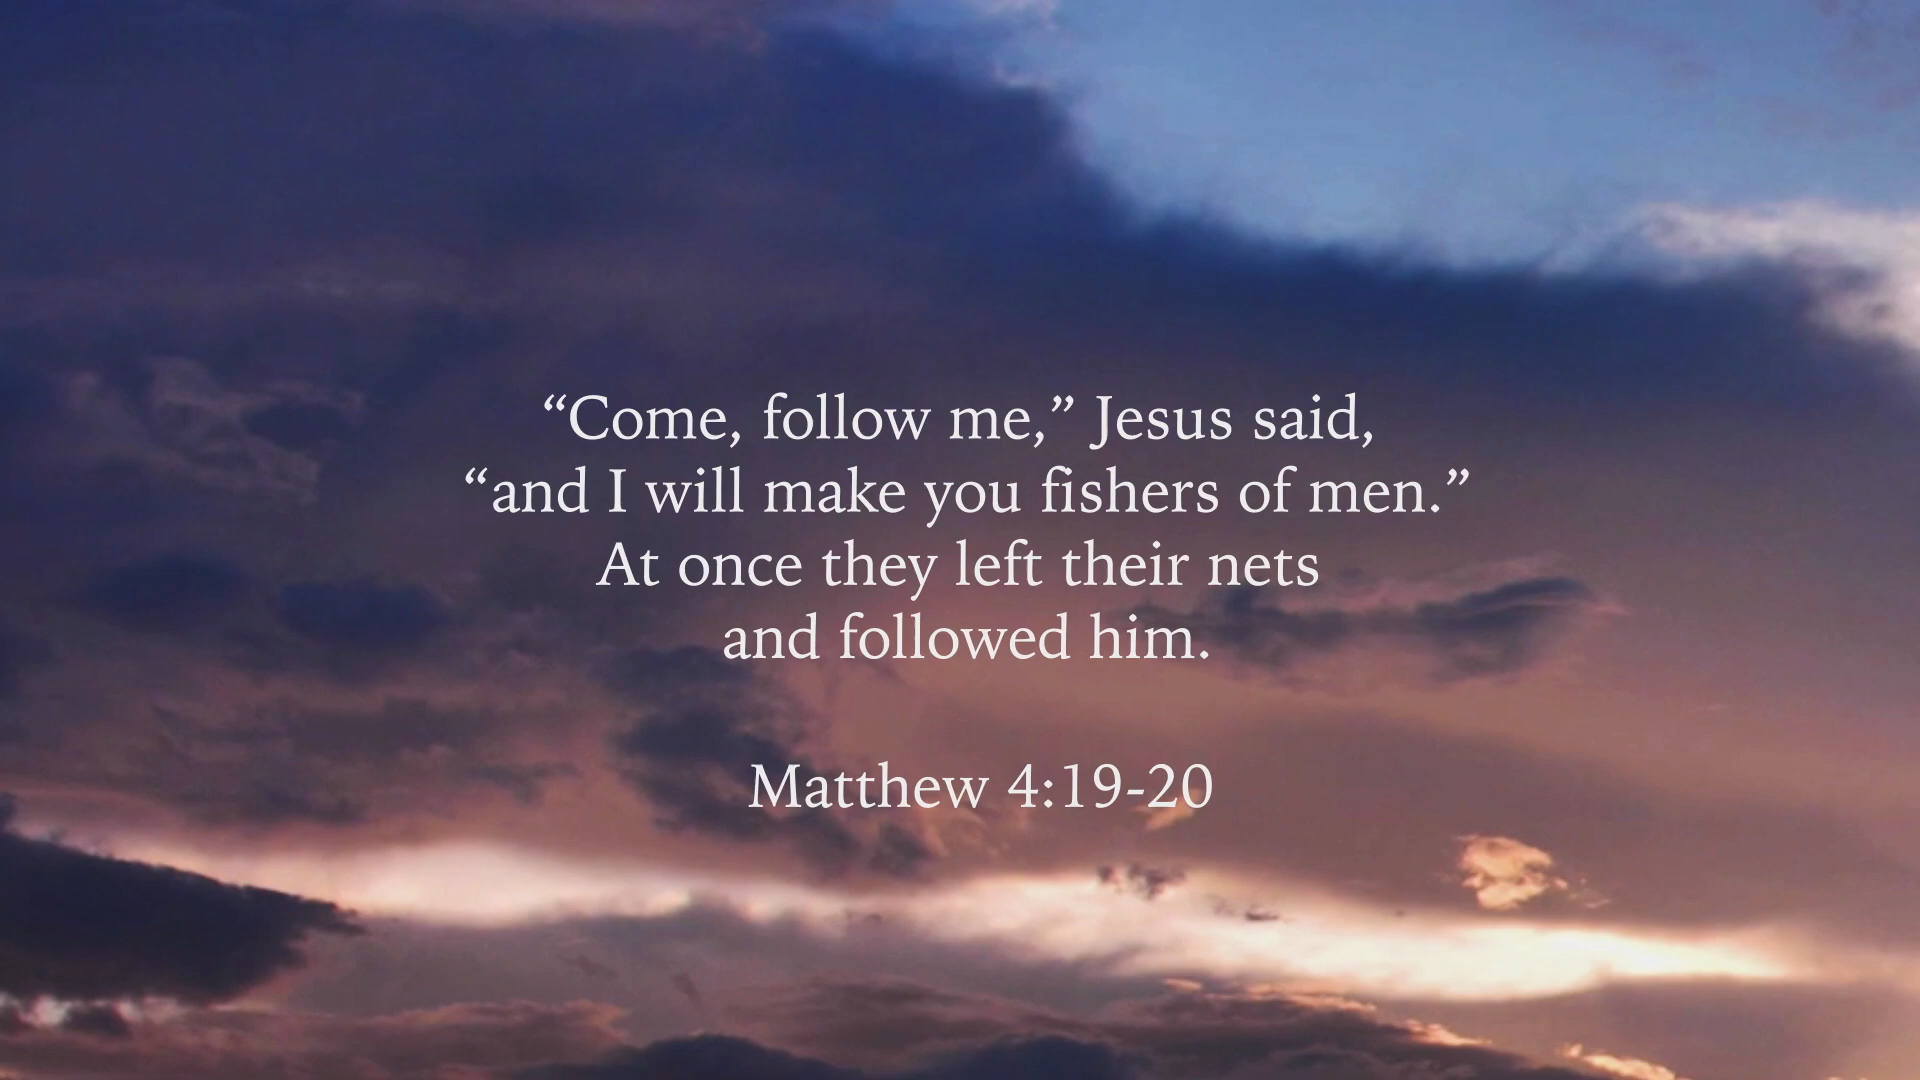 “Come, follow me,” Jesus said,
“and I will make you fishers of men.”
At once they left their nets
and followed him.
Matthew 4:19-20